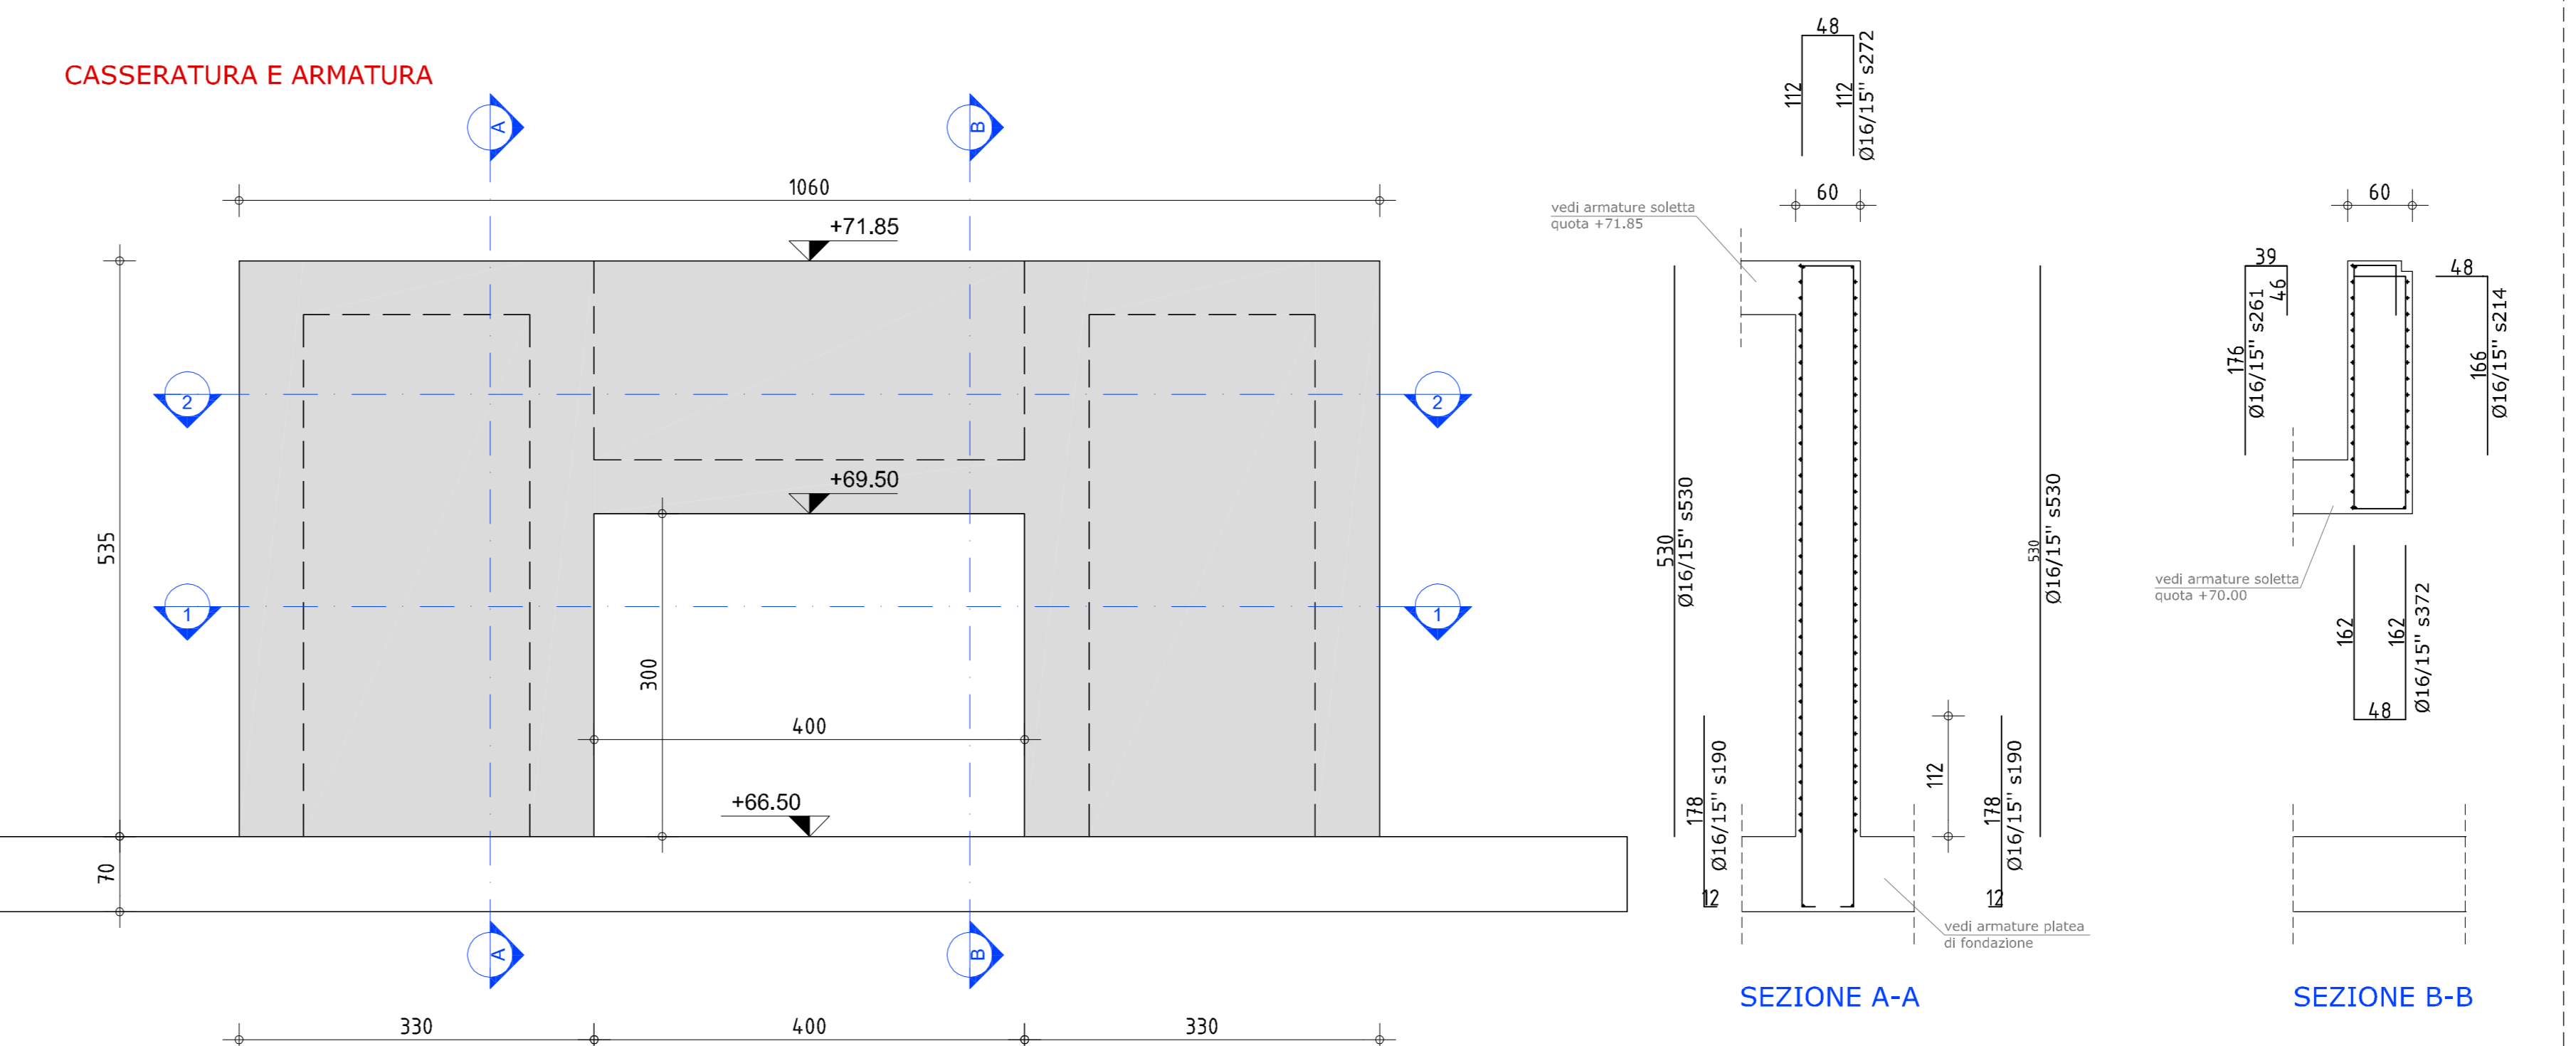 CASSERATURA E ARMATURA
A
B
1060
+71.85
535
2
2
+69.50
1
1
300
400
+66.50
70
A
B
330
400
330
48
112
112
Ø16/15" s272
60
vedi armature soletta
quota +71.85
530
Ø16/15" s530
530
Ø16/15" s530
178
Ø16/15" s190
12
112
178
Ø16/15" s190
12
vedi armature platea
di fondazione
SEZIONE A-A
60
39
46
176
Ø16/15" s261
48
166
Ø16/15" s214
vedi armature soletta
quota +70.00
162
162
Ø16/15" s372
48
SEZIONE B-B